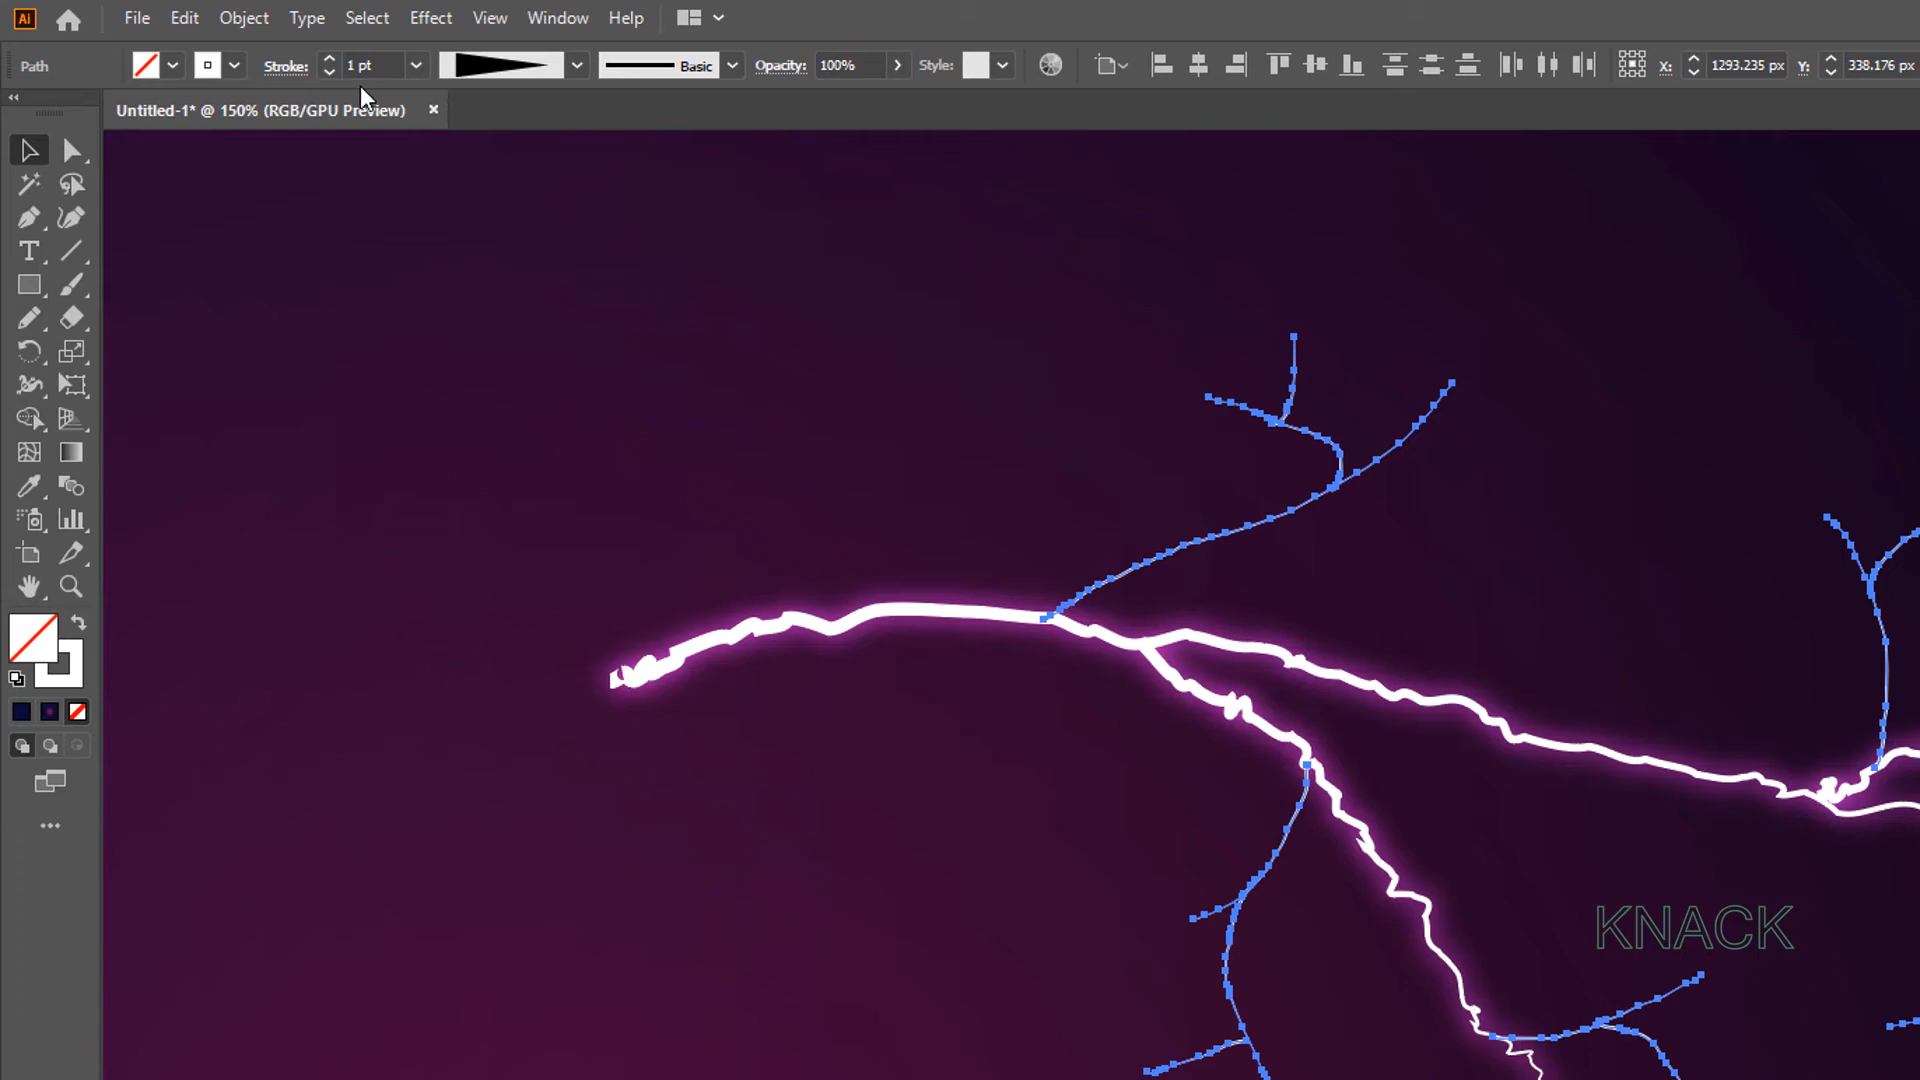 Ai File Edit Object Type Select Effect View Window Help
Path Stroke: 1 pt Basic Opacity: 100% Style: X: 1293.235 px Y: 338.176 px
Untitled-1* @ 150% (RGB/GPU Preview)
KNACK